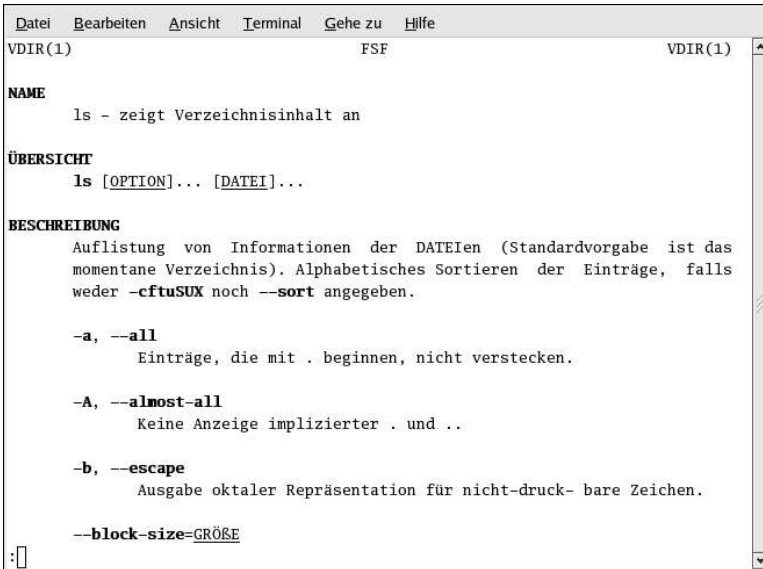 Datei Bearbeiten Ansicht Terminal Gehe zu Hilfe
VDIR(1) FSF VDIR(1)
NAME
ls - zeigt Verzeichnisinhalt an
ÜBERSICHT
ls [OPTION]... [DATEI]...
BESCHREIBUNG
Auflistung von Informationen der DATEIen (Standardvorgabe ist das
momentane Verzeichnis). Alphabetisches Sortieren der Einträge, falls
weder -cftuSUX noch --sort angegeben.
-a, --all
Einträge, die mit . beginnen, nicht verstecken.
-A, --almost-all
Keine Anzeige implizierter . und ..
-b, --escape
Ausgabe oktaler Repräsentation für nicht-druck- bare Zeichen.
--block-size=GRÖßE
: